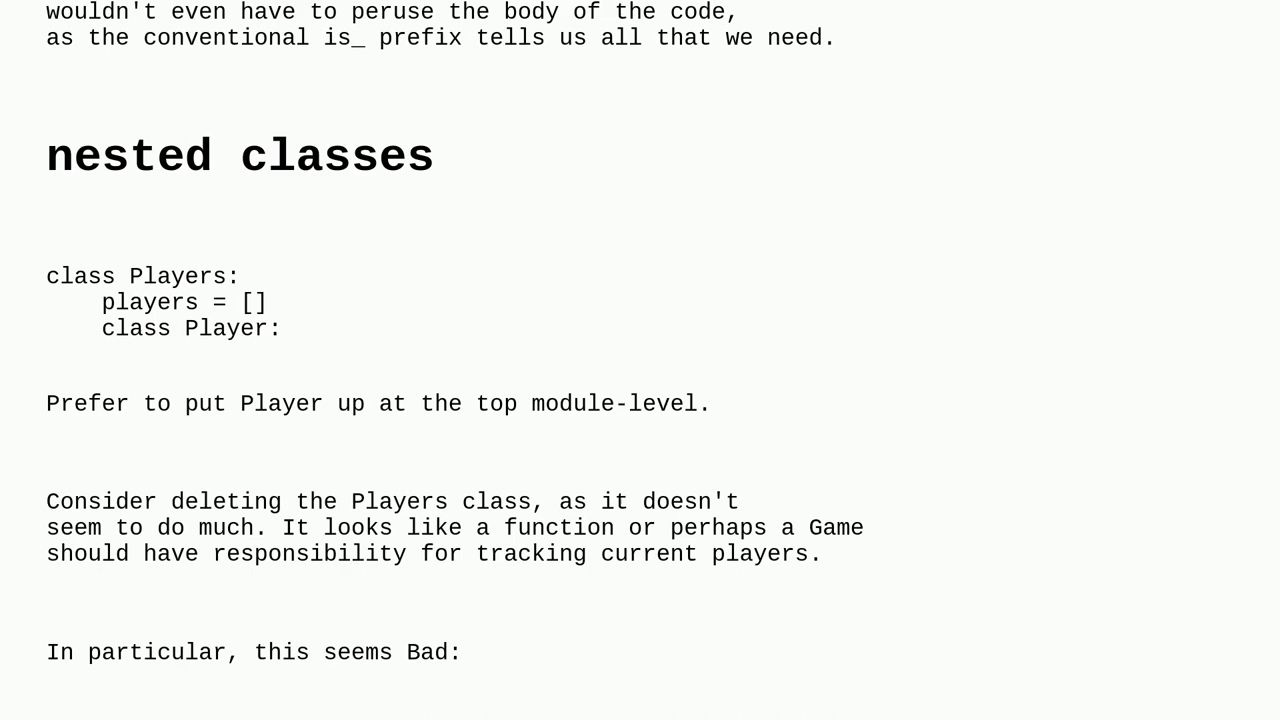 wouldn't even have to peruse the body of the code,
as the conventional is_ prefix tells us all that we need.
nested classes
class Players:
    players = []
    class Player:
Prefer to put Player up at the top module-level.
Consider deleting the Players class, as it doesn't
seem to do much. It looks like a function or perhaps a Game
should have responsibility for tracking current players.
In particular, this seems Bad: